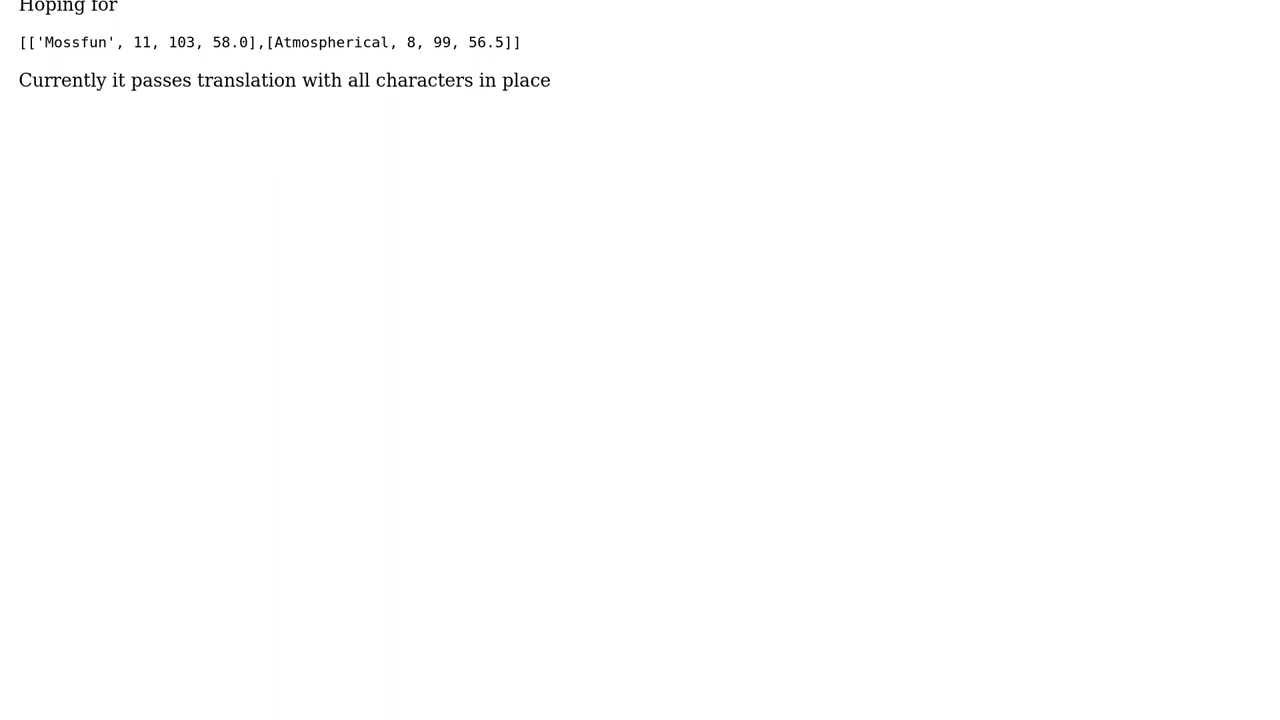 Hoping for
[['Mossfun', 11, 103, 58.0],[Atmospherical, 8, 99, 56.5]]
Currently it passes translation with all characters in place